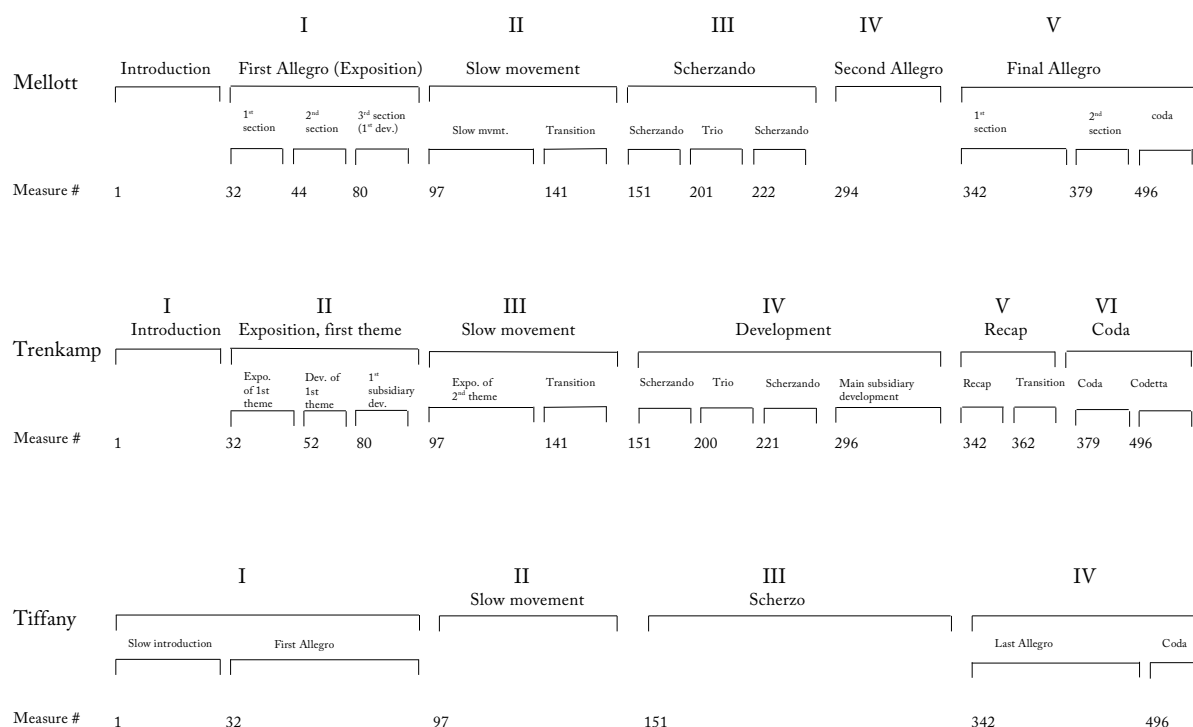 I II III IV V
Mellott Introduction First Allegro (Exposition) Slow movement Scherzando Second Allegro Final Allegro
1st section 2nd section 3rd section (1st dev.) Slow mvmt. Transition Scherzando Trio Scherzando 1st section 2nd section coda
Measure # 1 32 44 80 97 141 151 201 222 294 342 379 496
I II III IV V VI
Trenkamp Introduction Exposition, first theme Slow movement Development Recap Coda
Expo. of 1st theme Dev. of 1st theme 1st subsidiary dev. Expo. of 2nd theme Transition Scherzando Trio Scherzando Main subsidiary development Recap Transition Coda Codetta
Measure # 1 32 52 80 97 141 151 200 221 296 342 362 379 496
I II III IV
Tiffany Slow movement Scherzo
Slow introduction First Allegro Last Allegro Coda
Measure # 1 32 97 151 342 496